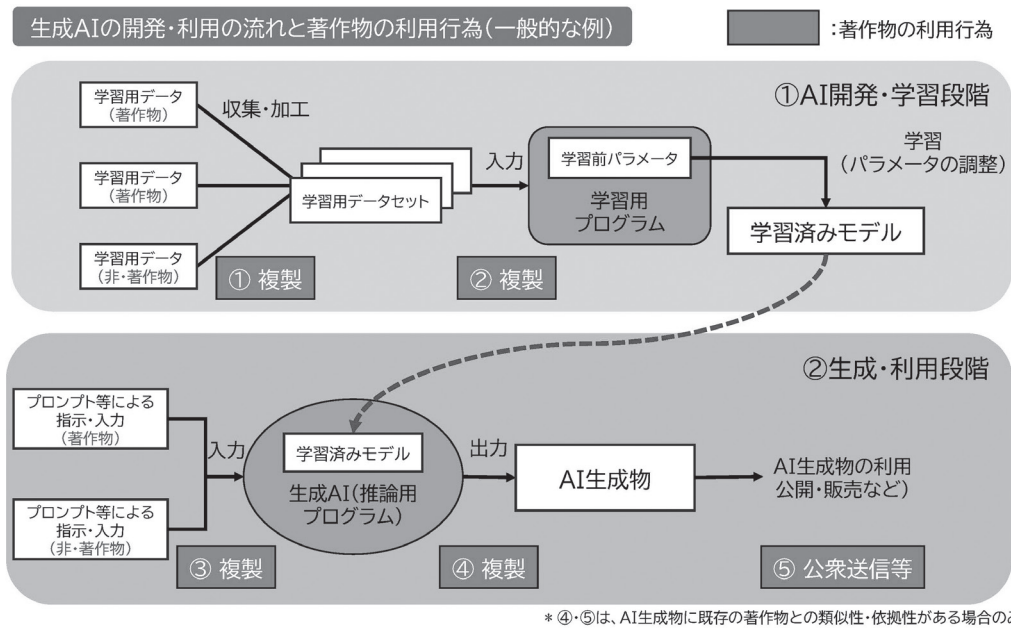 生成AIの開発・利用の流れと著作物の利用行為(一般的な例)
:著作物の利用行為
①AI開発・学習段階
学習用データ
(著作物)
収集・加工
学習用データ
(著作物)
学習用データ
(非・著作物)
学習用データセット
入力
学習前パラメータ
学習用
プログラム
学習
(パラメータの調整)
学習済みモデル
① 複製
② 複製
②生成・利用段階
プロンプト等による
指示・入力
(著作物)
プロンプト等による
指示・入力
(非・著作物)
入力
学習済みモデル
生成AI(推論用
プログラム)
出力
AI生成物
AI生成物の利用
公開・販売など)
③ 複製
④ 複製
⑤ 公衆送信等
* ④・⑤は、AI生成物に既存の著作物との類似性・依拠性がある場合の